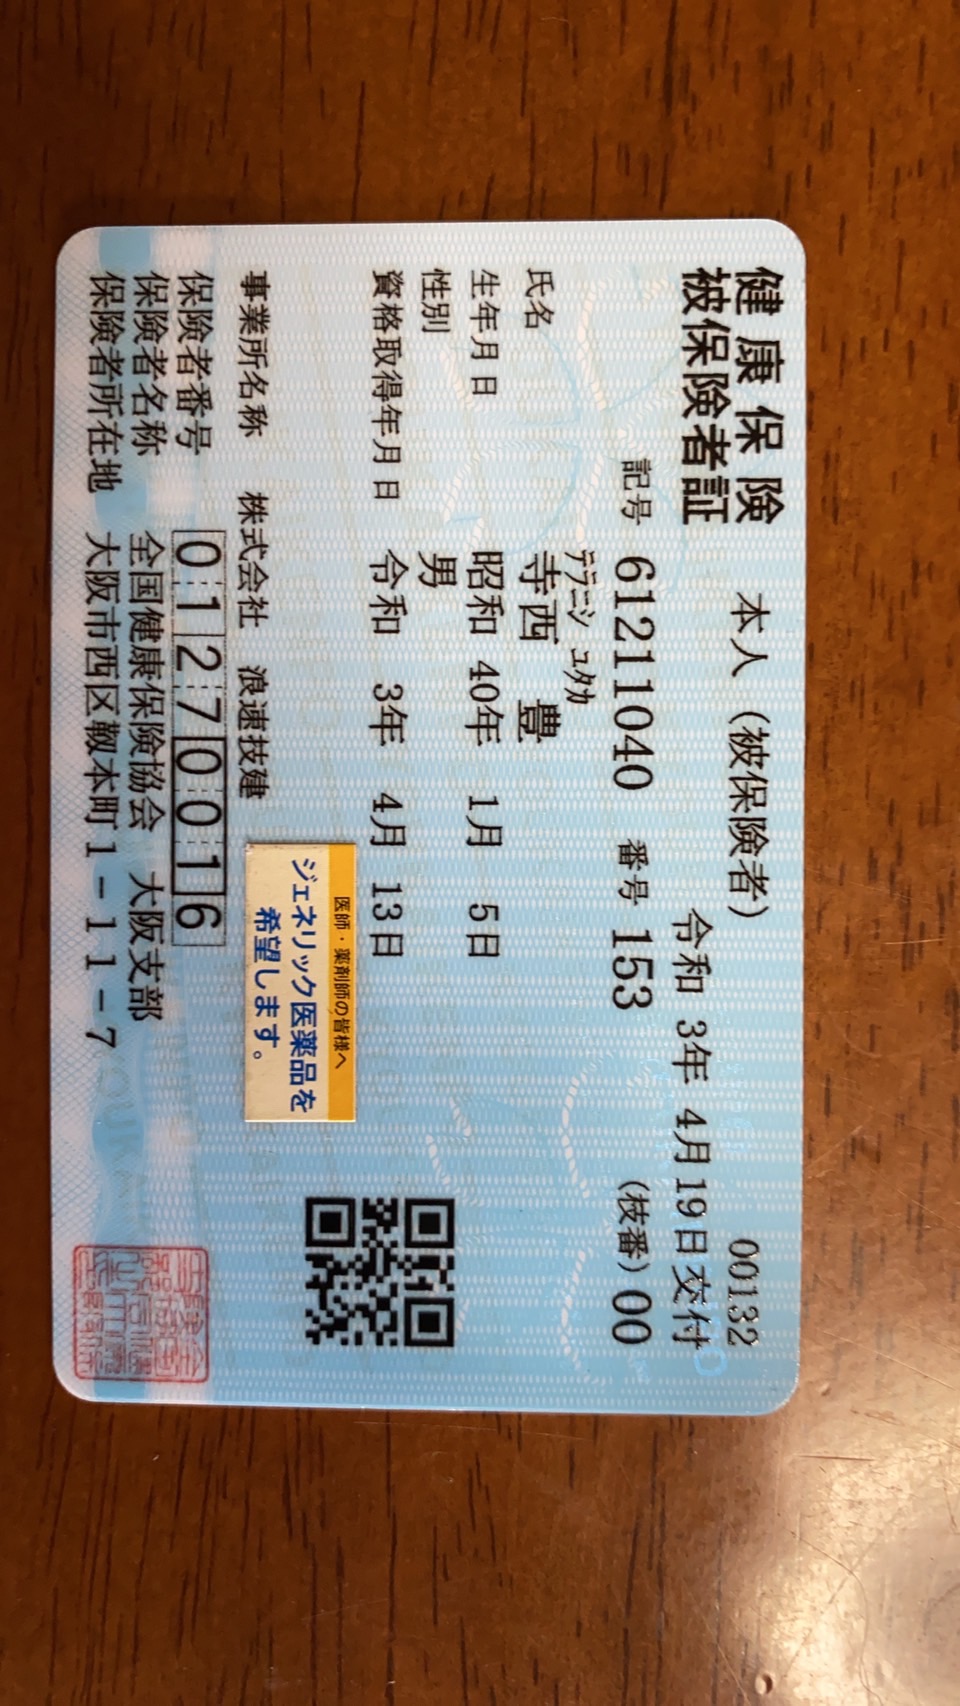 健康保険 本人（被保険者） 00132
被保険者証 令和 3年 4月19日交付
記号 61211040 番号 153 （枝番）00
ﾃﾗﾆｼ ﾕﾀｶ
氏名 寺西 豊
生年月日 昭和 40年 1月 5日
性別 男
資格取得年月日 令和 3年 4月 13日
医師・薬剤師の皆様へ
ジェネリック医薬品を
希望します。
事業所名称 株式会社 浪速技建
保険者番号 01270016
保険者名称 全国健康保険協会 大阪支部
保険者所在地 大阪市西区靱本町1-11-7